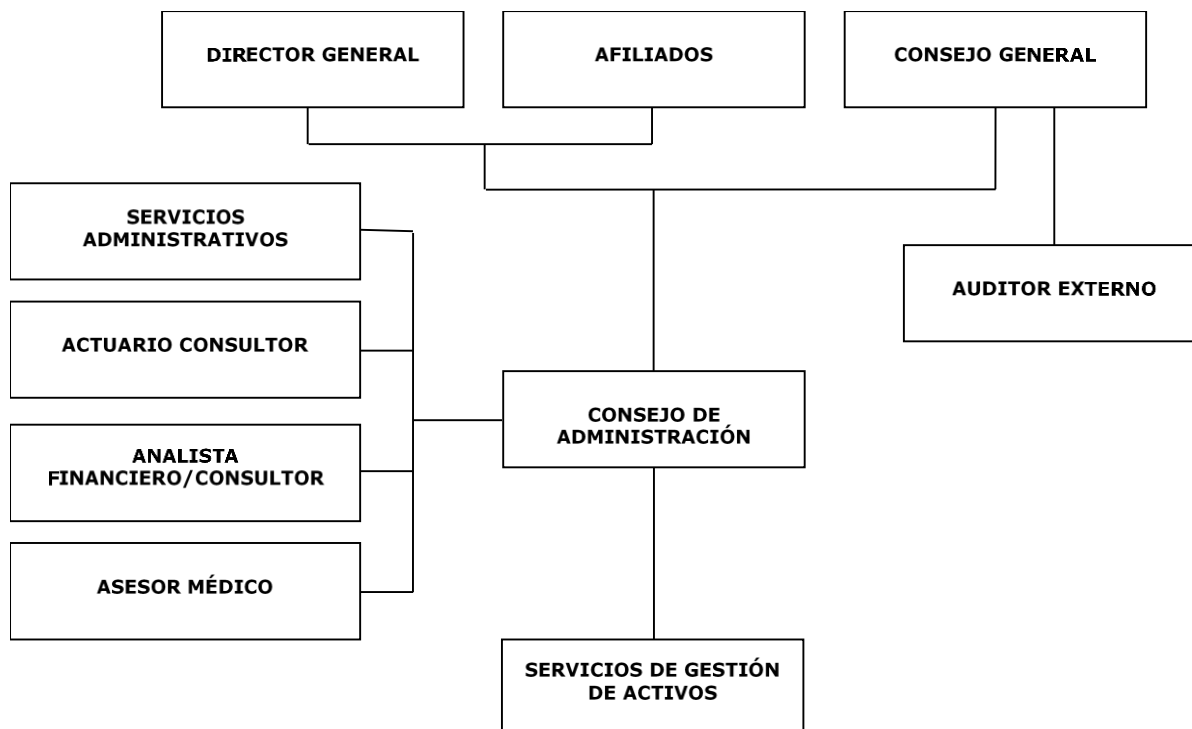 DIRECTOR GENERAL
AFILIADOS
CONSEJO GENERAL
SERVICIOS
ADMINISTRATIVOS
AUDITOR EXTERNO
ACTUARIO CONSULTOR
CONSEJO DE
ADMINISTRACIÓN
ANALISTA
FINANCIERO/CONSULTOR
ASESOR MÉDICO
SERVICIOS DE GESTIÓN
DE ACTIVOS